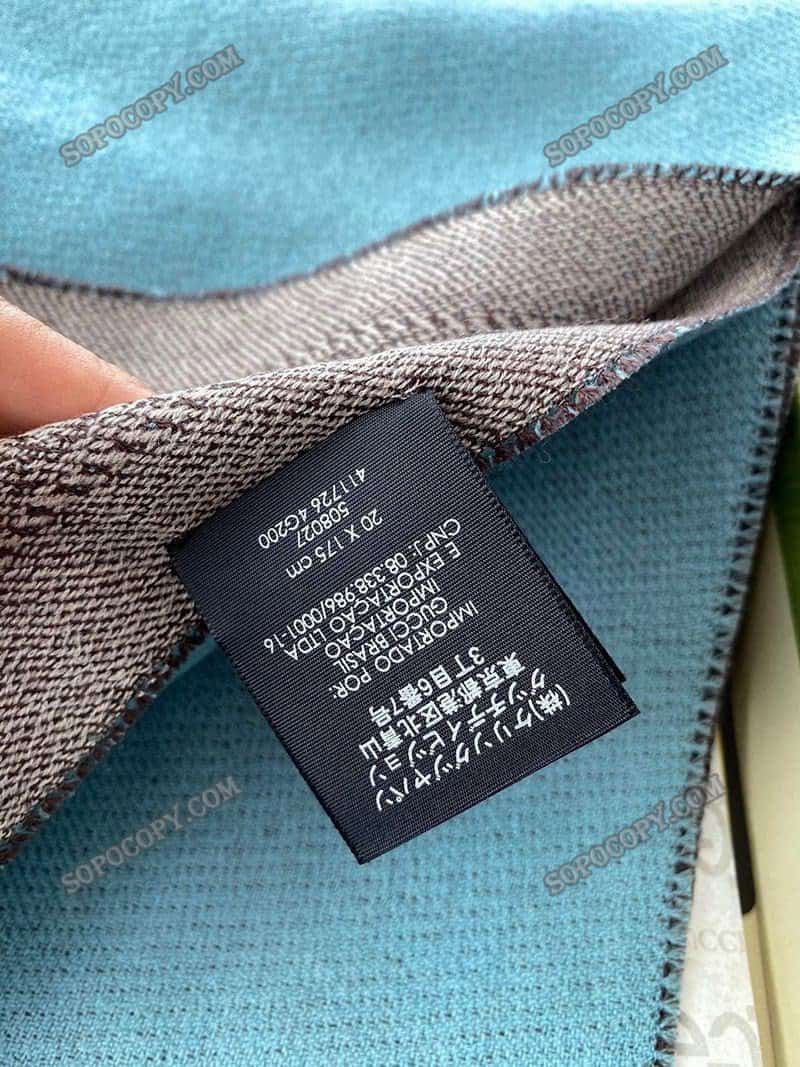 SOPOCOPY.COM
SOPOCOPY.COM
(株)ケリングジャパン
グッチディビジョン
東京都港区北青山
3丁目6番7号
IMPORTADO POR:
GUCCI BRASIL
IMPORTAÇÃO
E EXPORTAÇÃO LTDA
CNPJ: 08.338.986/0001-16
20 X 175 cm
508027
411726 4G200
SOPOCOPY.COM
SOPOCOPY.COM